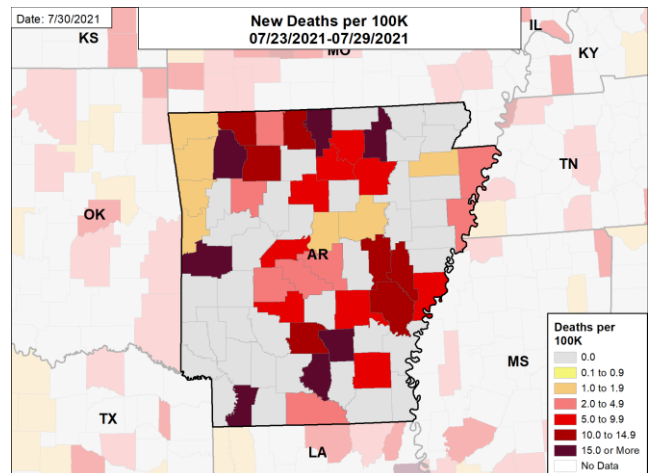 Date: 7/30/2021
New Deaths per 100K
07/23/2021-07/29/2021
KS
MO
IL
KY
OK
AR
TN
MS
TX
LA
Deaths per
100K
0.0
0.1 to 0.9
1.0 to 1.9
2.0 to 4.9
5.0 to 9.9
10.0 to 14.9
15.0 or More
No Data